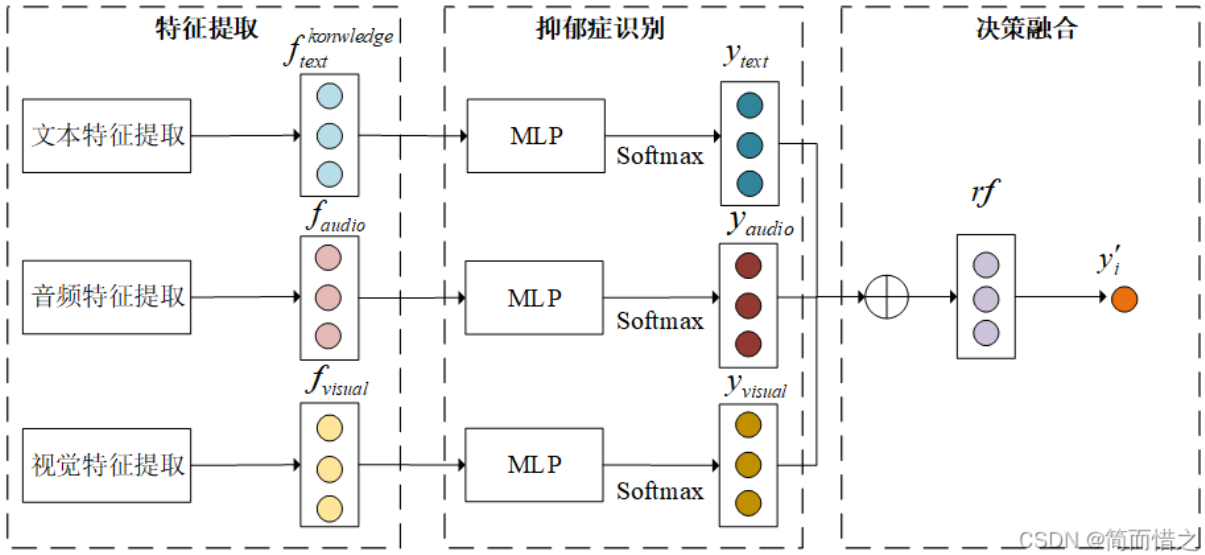 特征提取
抑郁症识别
决策融合
f_text^konwledge
y_text
文本特征提取
MLP
Softmax
f_audio
y_audio
rf
音频特征提取
MLP
Softmax
y'_i
f_visual
y_visual
视觉特征提取
MLP
Softmax
CSDN @简而惜之